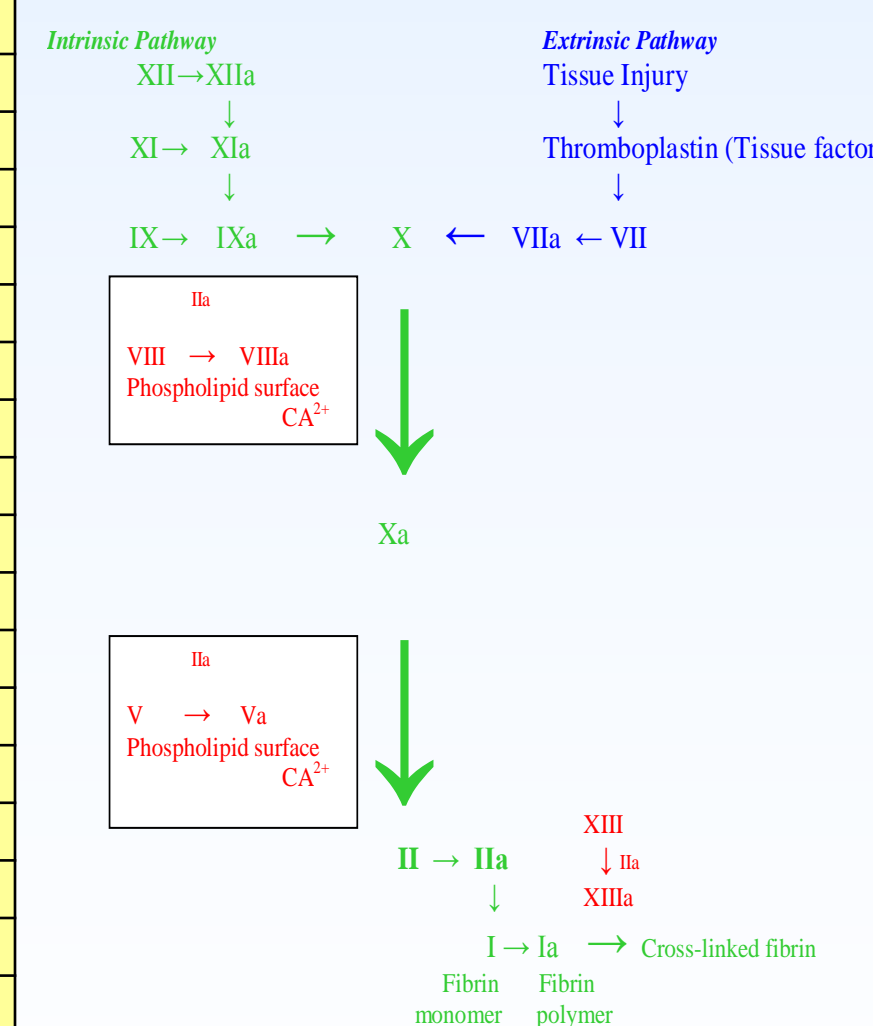 Intrinsic Pathway
Extrinsic Pathway
XII→XIIa
Tissue Injury
↓
↓
XI→ XIa
Thromboplastin (Tissue factor
↓
↓
IX→ IXa → X ← VIIa ← VII
IIa
VIII → VIIIa
Phospholipid surface
CA²⁺
Xa
IIa
V → Va
Phospholipid surface
CA²⁺
XIII
II → IIa
↓ IIa
↓
XIIIa
I → Ia → Cross-linked fibrin
Fibrin Fibrin
monomer polymer